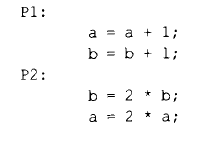 P1:
a = a + 1;
b = b + 1;
P2:
b = 2 * b;
a = 2 * a;